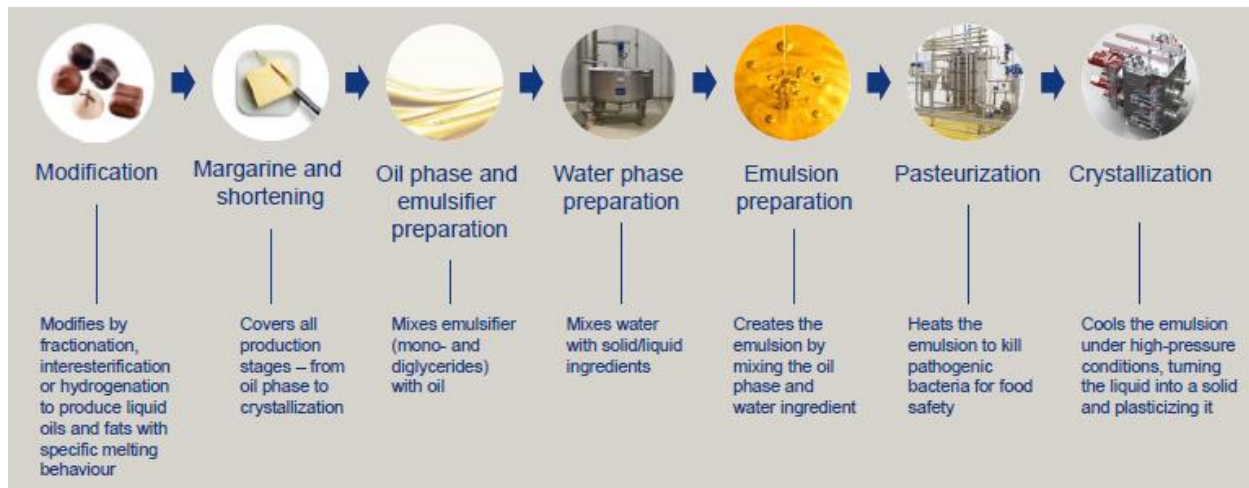 Modification
Margarine and
shortening
Oil phase and
emulsifier
preparation
Water phase
preparation
Emulsion
preparation
Pasteurization
Crystallization
Modifies by
fractionation,
interesterification
or hydrogenation
to produce liquid
oils and fats with
specific melting
behaviour
Covers all
production
stages – from
oil phase to
crystallization
Mixes emulsifier
(mono- and
diglycerides)
with oil
Mixes water
with solid/liquid
ingredients
Creates the
emulsion by
mixing the oil
phase and
water ingredient
Heats the
emulsion to kill
pathogenic
bacteria for food
safety
Cools the emulsion
under high-pressure
conditions, turning
the liquid into a solid
and plasticizing it